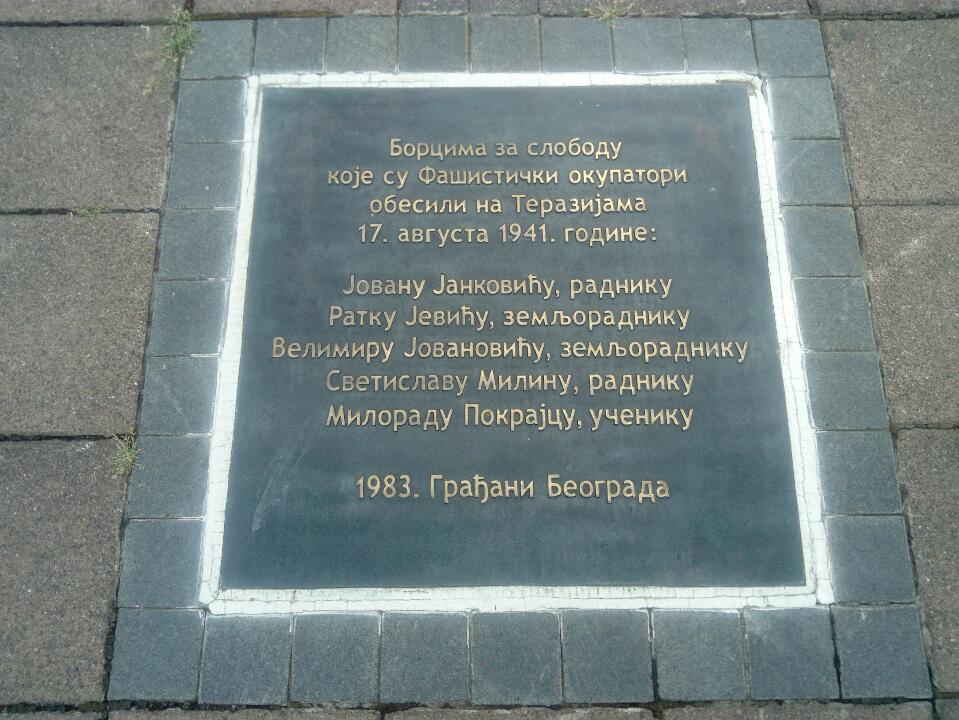 Борцима за слободу
које су Фашистички окупатори
обесили на Теразијама
17. августа 1941. године:
Јовану Јанковићу, раднику
Ратку Јевићу, земљораднику
Велимиру Јовановићу, земљораднику
Светиславу Милину, раднику
Милораду Покрајцу, ученику
1983. Грађани Београда